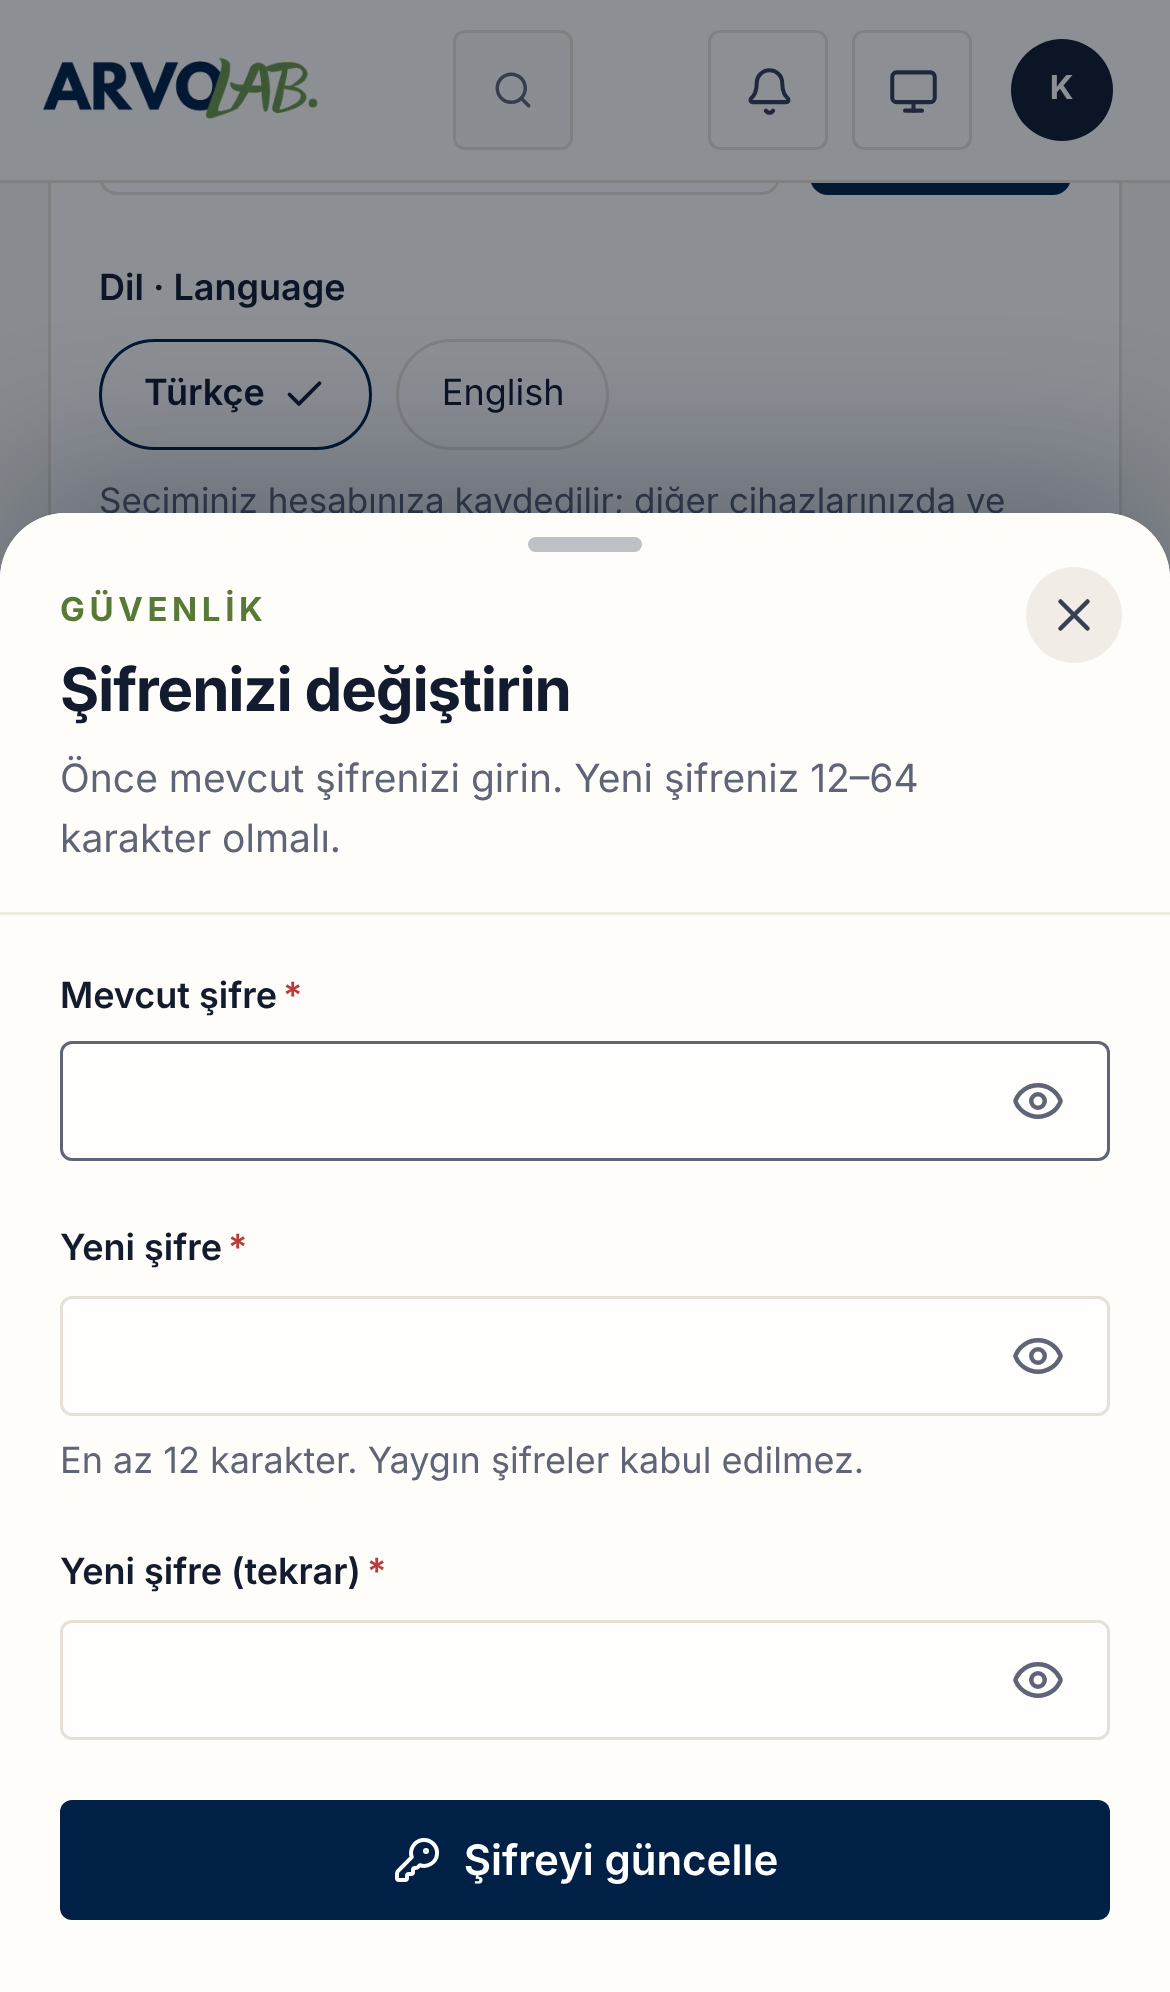 ARVOLAB.
K
Dil · Language
Türkçe
English
Seçiminiz hesabınıza kaydedilir; diğer cihazlarınızda ve
GÜVENLİK
Şifrenizi değiştirin
Önce mevcut şifrenizi girin. Yeni şifreniz 12–64
karakter olmalı.
Mevcut şifre *
Yeni şifre *
En az 12 karakter. Yaygın şifreler kabul edilmez.
Yeni şifre (tekrar) *
Şifreyi güncelle